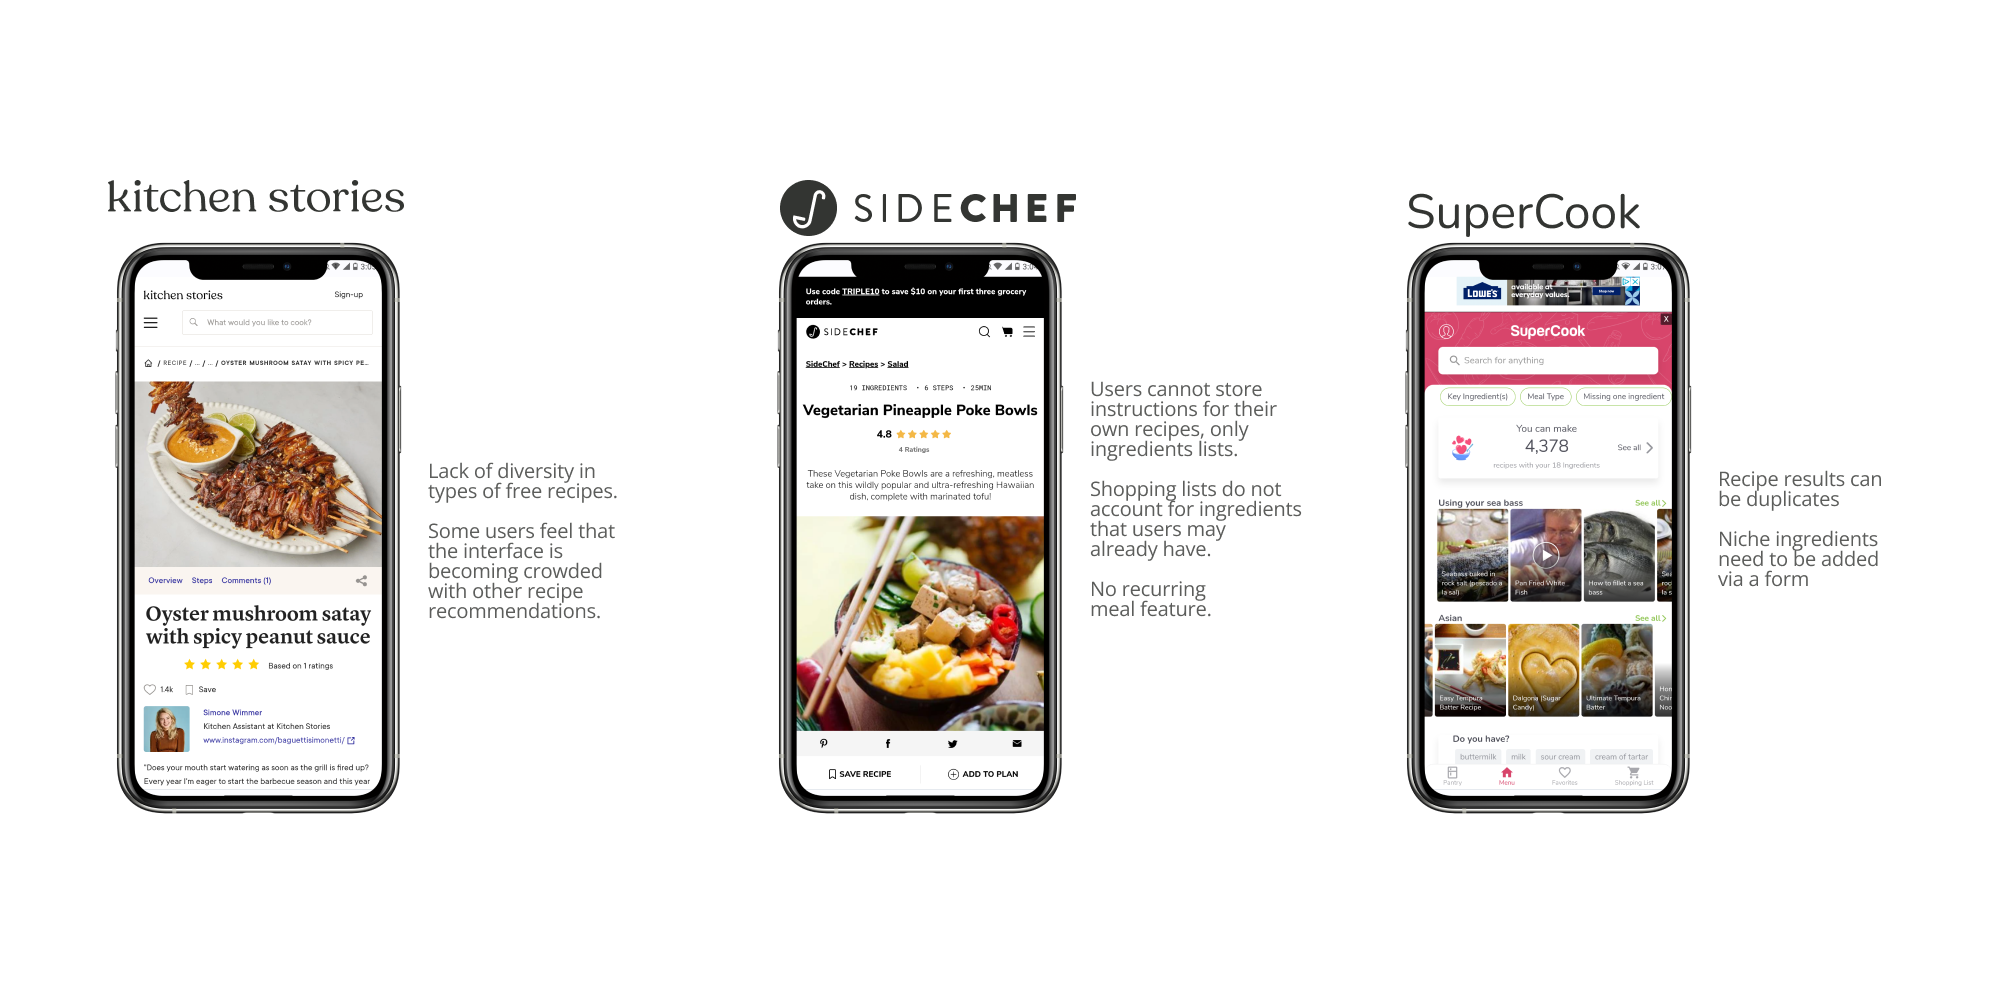 kitchen stories
3:0
kitchen stories
Sign-up
What would you like to cook?
/ RECIPE / ... / ... / OYSTER MUSHROOM SATAY WITH SPICY PE...
Overview Steps Comments (1)
Oyster mushroom satay
with spicy peanut sauce
Based on 1 ratings
1.4k Save
Simone Wimmer
Kitchen Assistant at Kitchen Stories
www.instagram.com/baguettisimonetti/
"Does your mouth start watering as soon as the grill is fired up?
Every year I'm eager to start the barbecue season and this year
Lack of diversity in
types of free recipes.
Some users feel that
the interface is
becoming crowded
with other recipe
recommendations.
SIDECHEF
3:0
Use code TRIPLE10 to save $10 on your first three grocery
orders.
SIDECHEF
SideChef > Recipes > Salad
19 INGREDIENTS • 6 STEPS • 25MIN
Vegetarian Pineapple Poke Bowls
4.8
4 Ratings
These Vegetarian Poke Bowls are a refreshing, meatless
take on this wildly popular and ultra-refreshing Hawaiian
dish, complete with marinated tofu!
SAVE RECIPE
ADD TO PLAN
Users cannot store
instructions for their
own recipes, only
ingredients lists.
Shopping lists do not
account for ingredients
that users may
already have.
No recurring
meal feature.
SuperCook
3:0
LOWE'S
available at
everyday values.
Shop now
X
SuperCook
Search for anything
Key Ingredient(s) Meal Type Missing one ingredient
You can make
4,378
See all
recipes with your 18 Ingredients
Using your sea bass
See all
Seabass baked in
rock salt (pescado a
la sal)
Pan Fried White
Fish
How to fillet a sea
bass
Sea
rog
la s
Asian
See all
Easy Tempura
Batter Recipe
Dalgona (Sugar
Candy)
Ultimate Tempura
Batter
Hon
Chi
Noo
Do you have?
buttermilk milk sour cream cream of tartar
Pantry Menu Favorites Shopping List
Recipe results can
be duplicates
Niche ingredients
need to be added
via a form